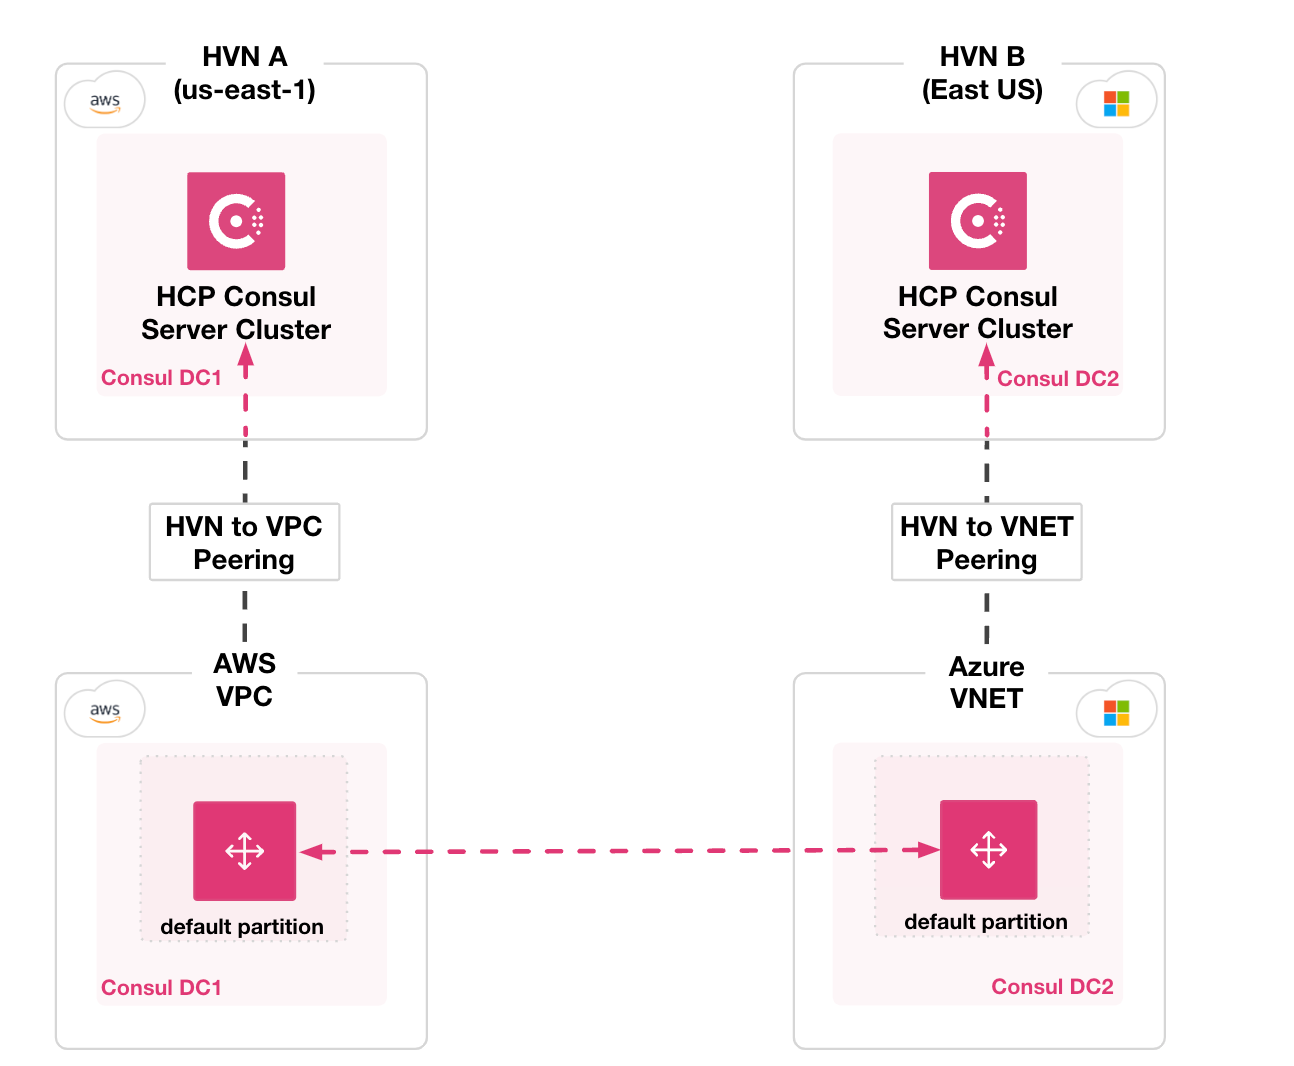 HVN A
(us-east-1)
aws
HCP Consul
Server Cluster
Consul DC1
HVN B
(East US)
HCP Consul
Server Cluster
Consul DC2
HVN to VPC
Peering
HVN to VNET
Peering
AWS
VPC
aws
default partition
Consul DC1
Azure
VNET
default partition
Consul DC2